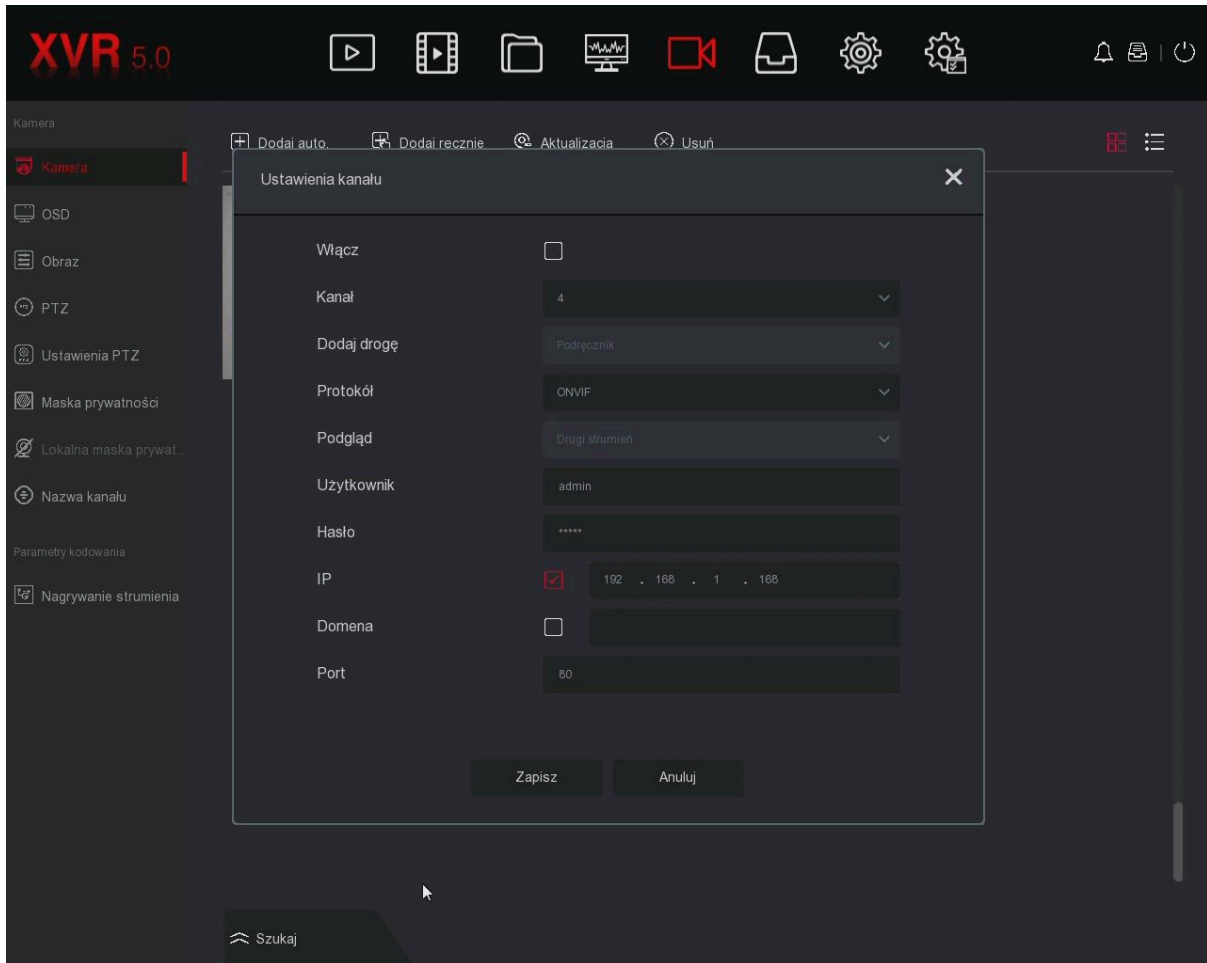 XVR 5.0
Kamera
Kamera
OSD
Obraz
PTZ
Ustawienia PTZ
Maska prywatności
Lokalna maska prywat...
Nazwa kanału
Parametry kodowania
Nagrywanie strumienia
Dodaj auto. Dodaj recznie Aktualizacja Usuń
Ustawienia kanału
Włącz
Kanał 4
Dodaj drogę Podręcznik
Protokół ONVIF
Podgląd Drugi strumień
Użytkownik admin
Hasło *****
IP 192 . 168 . 1 . 168
Domena
Port 80
Zapisz Anuluj
Szukaj